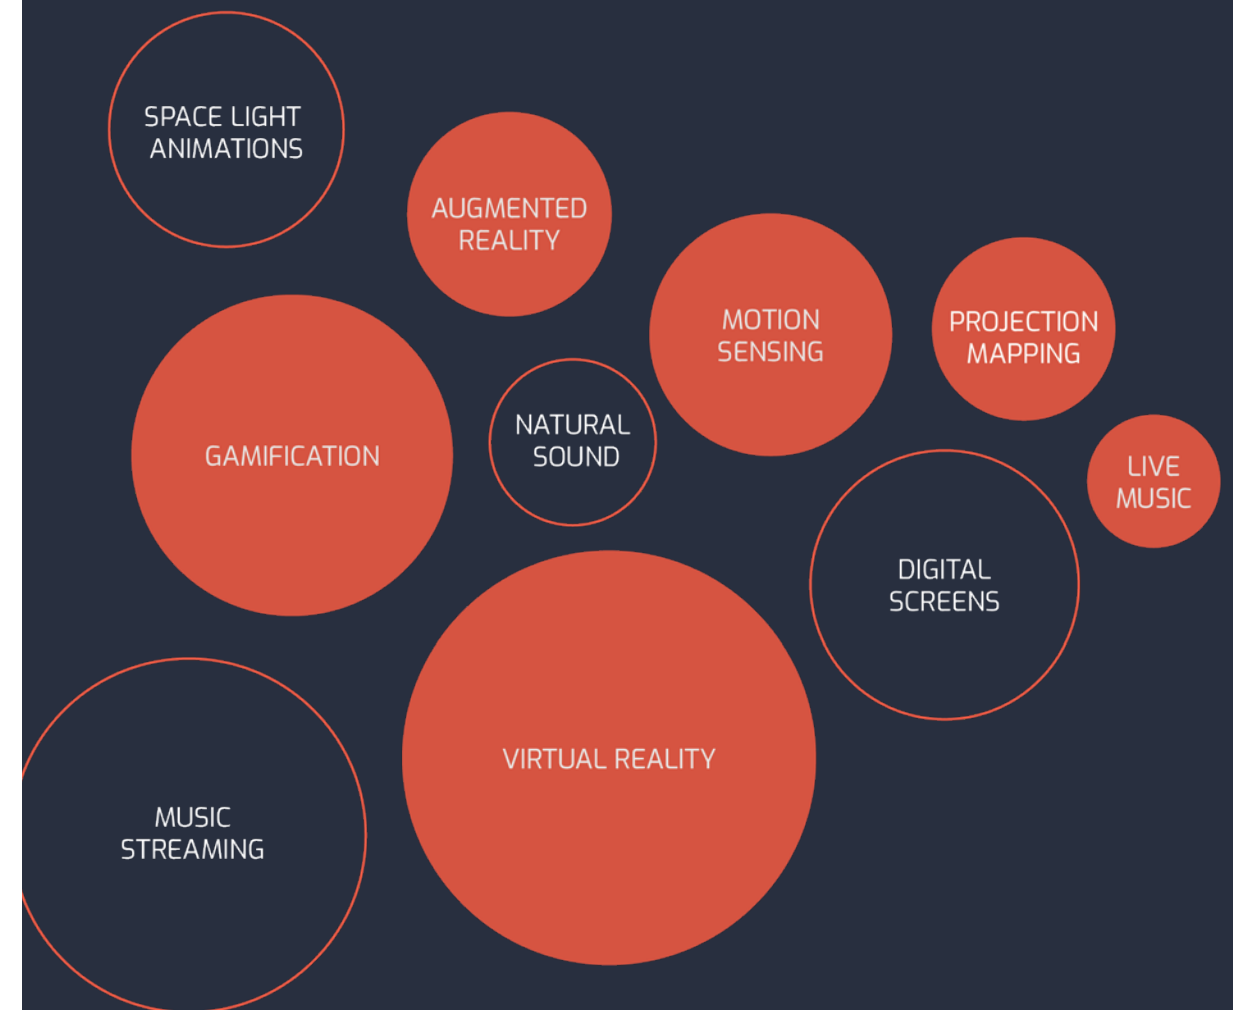 SPACE LIGHT
ANIMATIONS
AUGMENTED
REALITY
MOTION
SENSING
PROJECTION
MAPPING
GAMIFICATION
NATURAL
SOUND
LIVE
MUSIC
DIGITAL
SCREENS
VIRTUAL REALITY
MUSIC
STREAMING